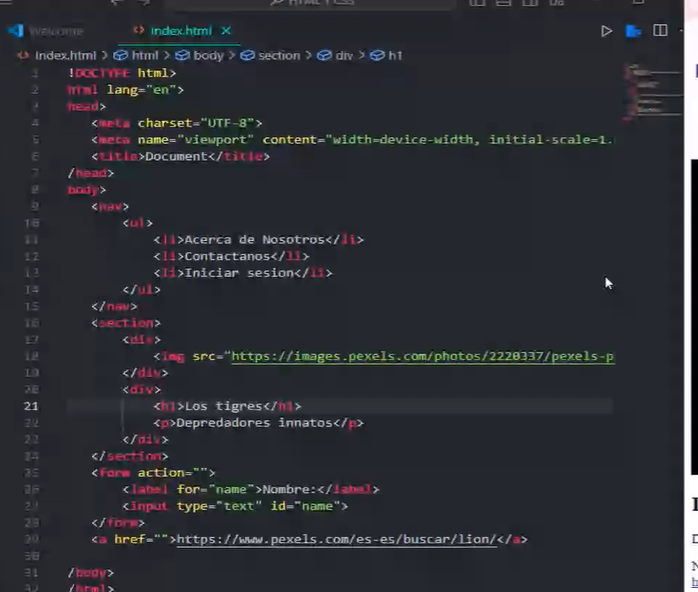 HTML Y CSS
Welcome
index.html
index.html > html > body > section > div > h1
1 !DOCTYPE html>
2 html lang="en">
3 head>
4 <meta charset="UTF-8">
5 <meta name="viewport" content="width=device-width, initial-scale=1.
6 <title>Document</title>
7 /head>
8 body>
9 <nav>
10 <ul>
11 <li>Acerca de Nosotros</li>
12 <li>Contactanos</li>
13 <li>Iniciar sesion</li>
14 </ul>
15 </nav>
16 <section>
17 <div>
18 <img src="https://images.pexels.com/photos/2220337/pexels-p
19 </div>
20 <div>
21 <h1>Los tigres</h1>
22 <p>Depredadores innatos</p>
23 </div>
24 </section>
25 <form action="">
26 <label for="name">Nombre:</label>
27 <input type="text" id="name">
28 </form>
29 <a href="">https://www.pexels.com/es-es/buscar/lion/</a>
30
31 /body>
32 /html>